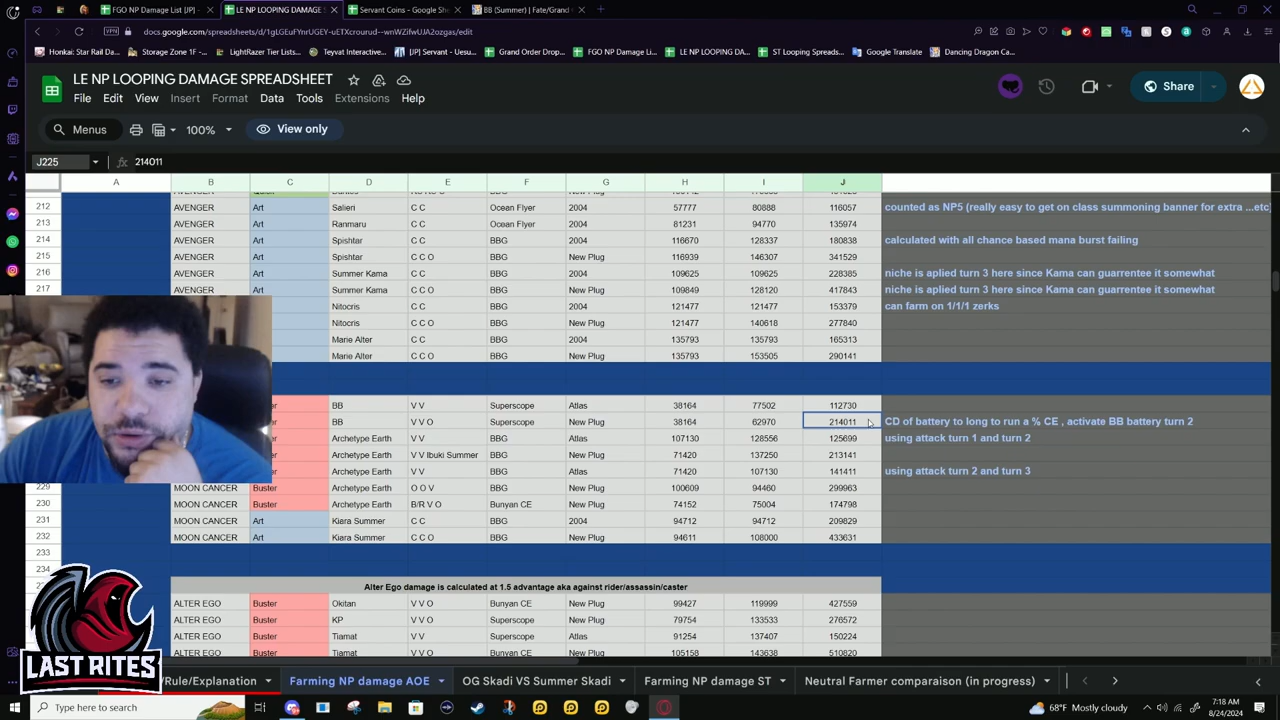 FGO NP Damage List [JP]
LE NP LOOPING DAMAGE
Servant Coins - Google She
BB (Summer) | Fate/Grand
VPN
docs.google.com/spreadsheets/d/
/edit
Honkai: Star Rail Da...
Storage Zone 1F -...
LightRazer Tier Lists...
Teyvat Interactive...
[JP] Servant - Uesu...
Grand Order Drop...
FGO NP Damage Li...
LE NP LOOPING DA...
ST Looping Spreads...
Google Translate
Dancing Dragon Ca...
LE NP LOOPING DAMAGE SPREADSHEET
File Edit View Insert Format Data Tools Extensions Help
Share
Menus
100%
View only
J225
fx 214011
A B C D E F G H I J
212 AVENGER Art Salieri C C Ocean Flyer 2004 57777 80888 116057 counted as NP5 (really easy to get on class summoning banner for extra ...etc)
213 AVENGER Art Ranmaru C C Ocean Flyer 2004 81231 94770 135974
214 AVENGER Art Spishtar C C BBG 2004 116670 128337 180838 calculated with all chance based mana burst failing
215 AVENGER Art Spishtar C C O BBG New Plug 116939 146307 341529
216 AVENGER Art Summer Kama C C BBG 2004 109625 109625 228385 niche is aplied turn 3 here since Kama can guarrentee it somewhat
217 AVENGER Art Summer Kama C C O BBG New Plug 109849 128120 417843 niche is aplied turn 3 here since Kama can guarrentee it somewhat
Nitocris C C BBG 2004 121477 121477 153379 can farm on 1/1/1 zerks
Nitocris C C O BBG New Plug 121477 140618 277840
Marie Alter C C BBG 2004 135793 135793 165313
Marie Alter C C O BBG New Plug 135793 153505 290141
er BB V V Superscope Atlas 38164 77502 112730
er BB V V O Superscope New Plug 38164 62970 214011 CD of battery to long to run a % CE , activate BB battery turn 2
er Archetype Earth V V BBG Atlas 107130 128556 125699 using attack turn 1 and turn 2
er Archetype Earth V V Ibuki Summer BBG New Plug 71420 137250 213141
er Archetype Earth V V BBG Atlas 71420 107130 141411 using attack turn 2 and turn 3
229 MOON CANCER Buster Archetype Earth O O V BBG New Plug 100609 94460 299963
230 MOON CANCER Buster Archetype Earth B/R V O Bunyan CE New Plug 74152 75004 174798
231 MOON CANCER Art Kiara Summer C C BBG 2004 94712 94712 209829
232 MOON CANCER Art Kiara Summer C C O BBG New Plug 94611 108000 433631
233
234
Alter Ego damage is calculated at 1.5 advantage aka against rider/assassin/caster
ALTER EGO Buster Okitan V V O Bunyan CE New Plug 99427 119999 427559
ALTER EGO Buster KP V V O Superscope New Plug 79754 133533 276572
ALTER EGO Buster Tiamat V V Superscope Atlas 91254 137407 150224
ALTER EGO Buster Tiamat V V O Bunyan CE New Plug 105158 143638 510820
LAST RITES
/Rule/Explanation
Farming NP damage AOE
OG Skadi VS Summer Skadi
Farming NP damage ST
Neutral Farmer comparaison (in progress)
Type here to search
68°F Mostly cloudy
7:18 AM
8/24/2024